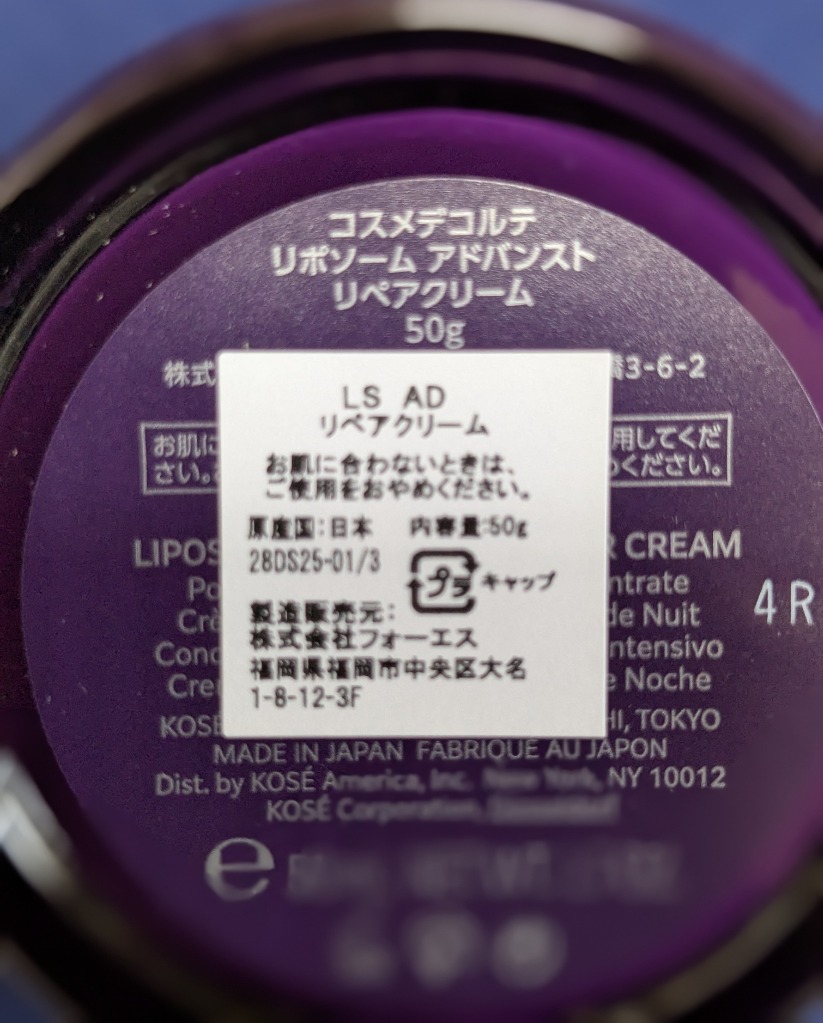 コスメデコルテ
リポソーム アドバンスト
リペアクリーム
50g
株式 橋3-6-2
LS AD
リペアクリーム
お肌に合わないときは、
ご使用をおやめください。
原産国:日本 内容量:50g
28DS25-01/3
プラ キャップ
製造販売元:
株式会社フォーエス
福岡県福岡市中央区大名
1-8-12-3F
お肌に 用してくだ
さい。 ください。
LIPOS R CREAM
Po ntrate
Crè de Nuit
Conc ntensivo
Cre e Noche
4R
KOSÉ HI, TOKYO
MADE IN JAPAN FABRIQUÉ AU JAPON
Dist. by KOSÉ America, Inc. New York, NY 10012
KOSÉ Corporation,
e